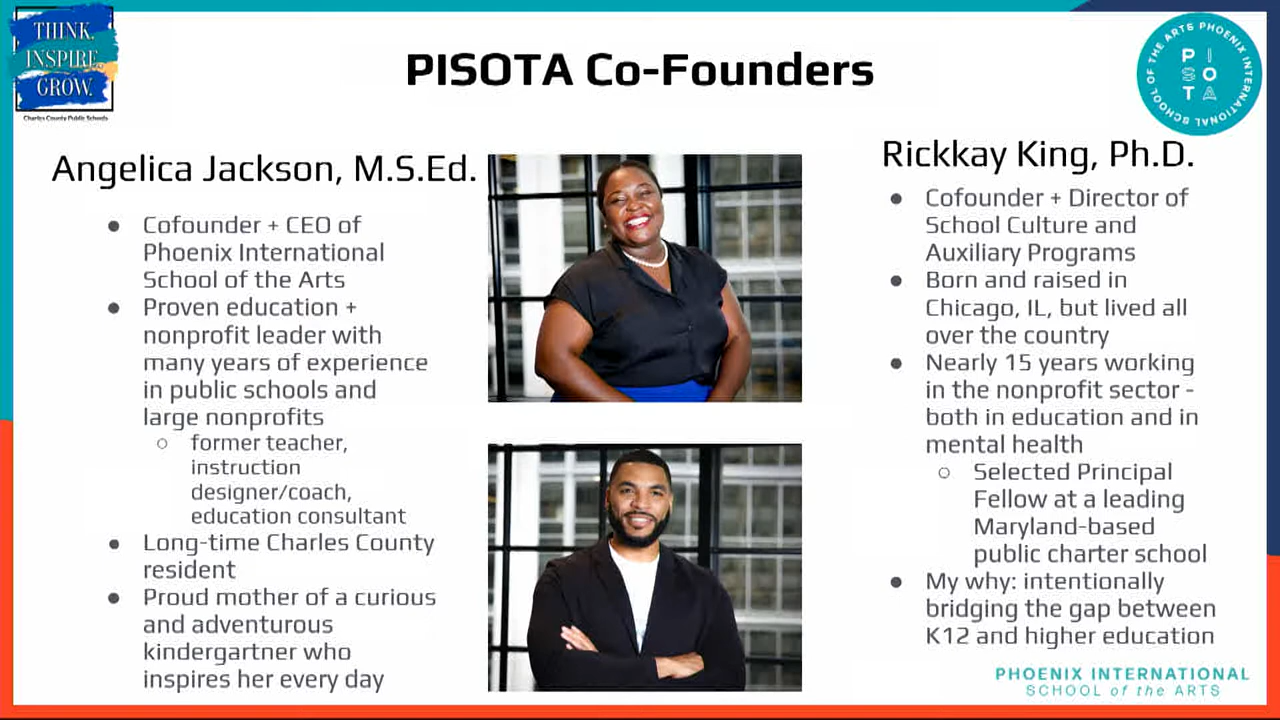 THINK.
INSPIRE.
GROW.
Charles County Public Schools
PISOTA Co-Founders
PHOENIX INTERNATIONAL SCHOOL OF THE ARTS
P I
S O
T A
Angelica Jackson, M.S.Ed.
● Cofounder + CEO of
Phoenix International
School of the Arts
● Proven education +
nonprofit leader with
many years of experience
in public schools and
large nonprofits
○ former teacher,
instruction
designer/coach,
education consultant
● Long-time Charles County
resident
● Proud mother of a curious
and adventurous
kindergartner who
inspires her every day
Rickkay King, Ph.D.
● Cofounder + Director of
School Culture and
Auxiliary Programs
● Born and raised in
Chicago, IL, but lived all
over the country
● Nearly 15 years working
in the nonprofit sector -
both in education and in
mental health
○ Selected Principal
Fellow at a leading
Maryland-based
public charter school
● My why: intentionally
bridging the gap between
K12 and higher education
PHOENIX INTERNATIONAL
SCHOOL of the ARTS